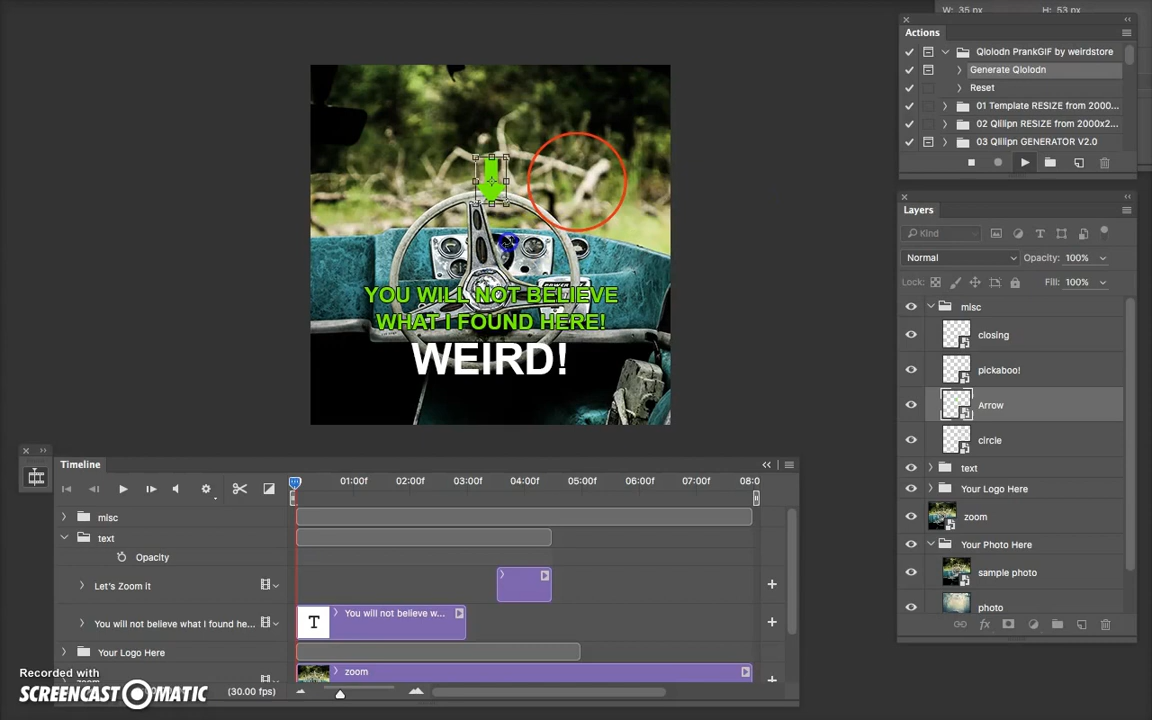 W: 35 px H: 53 px
Actions
Qlolodn PrankGIF by weirdstore
Generate Qlolodn
Reset
01 Template RESIZE from 2000...
02 Qlilipn RESIZE from 2000x2...
03 Qlilipn GENERATOR V2.0
Layers
Kind
Normal Opacity: 100%
Lock: Fill: 100%
misc
closing
pickaboo!
Arrow
circle
text
Your Logo Here
zoom
Your Photo Here
sample photo
photo
YOU WILL NOT BELIEVE
WHAT I FOUND HERE!
WEIRD!
Timeline
01:00f 02:00f 03:00f 04:00f 05:00f 06:00f 07:00f 08:0
misc
text
Opacity
Let's Zoom It
You will not believe what I found he...
T You will not believe w...
Your Logo Here
zoom
Recorded with
SCREENCAST-O-MATIC
(30.00 fps)